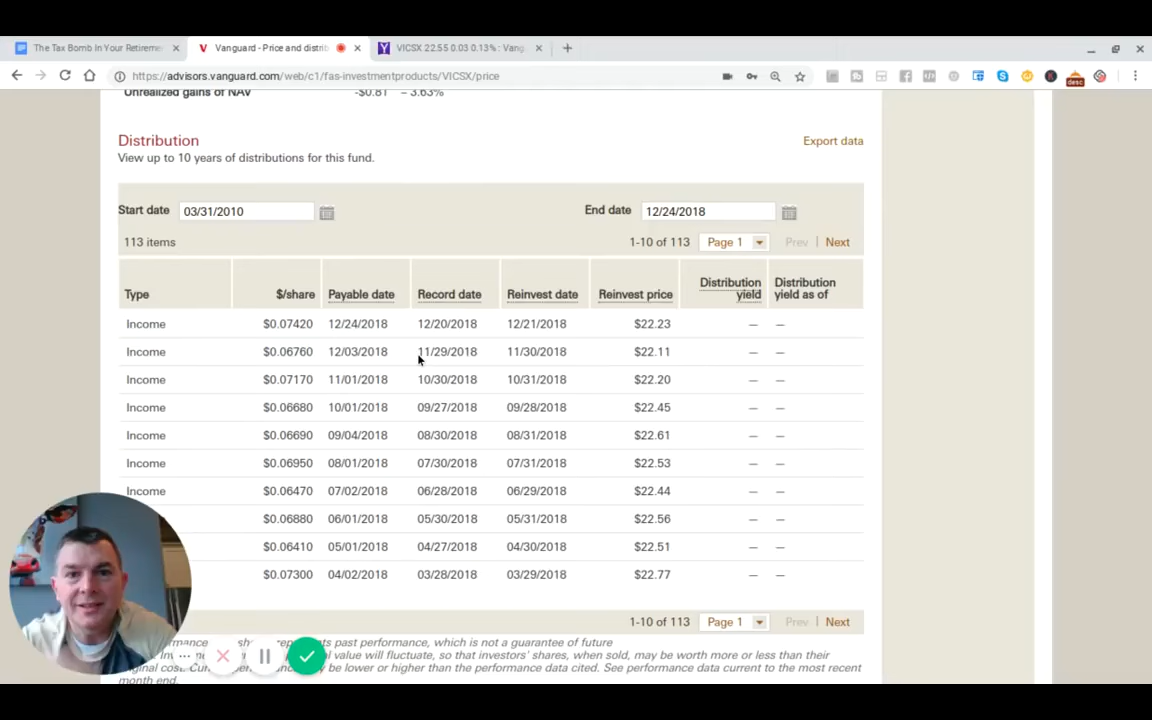 The Tax Bomb In Your Retireme
Vanguard - Price and distrib
VICSX 22.55 0.03 0.13% : Vang
https://advisors.vanguard.com/web/c1/fas-investmentproducts/VICSX/price
desc
Unrealized gains of NAV -$0.81 – 3.63%
Distribution
Export data
View up to 10 years of distributions for this fund.
Start date 03/31/2010 End date 12/24/2018
113 items 1-10 of 113 Page 1 Prev | Next
Type $/share Payable date Record date Reinvest date Reinvest price Distribution yield Distribution yield as of
Income $0.07420 12/24/2018 12/20/2018 12/21/2018 $22.23 — —
Income $0.06760 12/03/2018 11/29/2018 11/30/2018 $22.11 — —
Income $0.07170 11/01/2018 10/30/2018 10/31/2018 $22.20 — —
Income $0.06680 10/01/2018 09/27/2018 09/28/2018 $22.45 — —
Income $0.06690 09/04/2018 08/30/2018 08/31/2018 $22.61 — —
Income $0.06950 08/01/2018 07/30/2018 07/31/2018 $22.53 — —
Income $0.06470 07/02/2018 06/28/2018 06/29/2018 $22.44 — —
$0.06880 06/01/2018 05/30/2018 05/31/2018 $22.56 — —
$0.06410 05/01/2018 04/27/2018 04/30/2018 $22.51 — —
$0.07300 04/02/2018 03/28/2018 03/29/2018 $22.77 — —
1-10 of 113 Page 1 Prev | Next
past performance, which is not a guarantee of future
value will fluctuate, so that investors' shares, when sold, may be worth more or less than their
be lower or higher than the performance data cited. See performance data current to the most recent
month end.